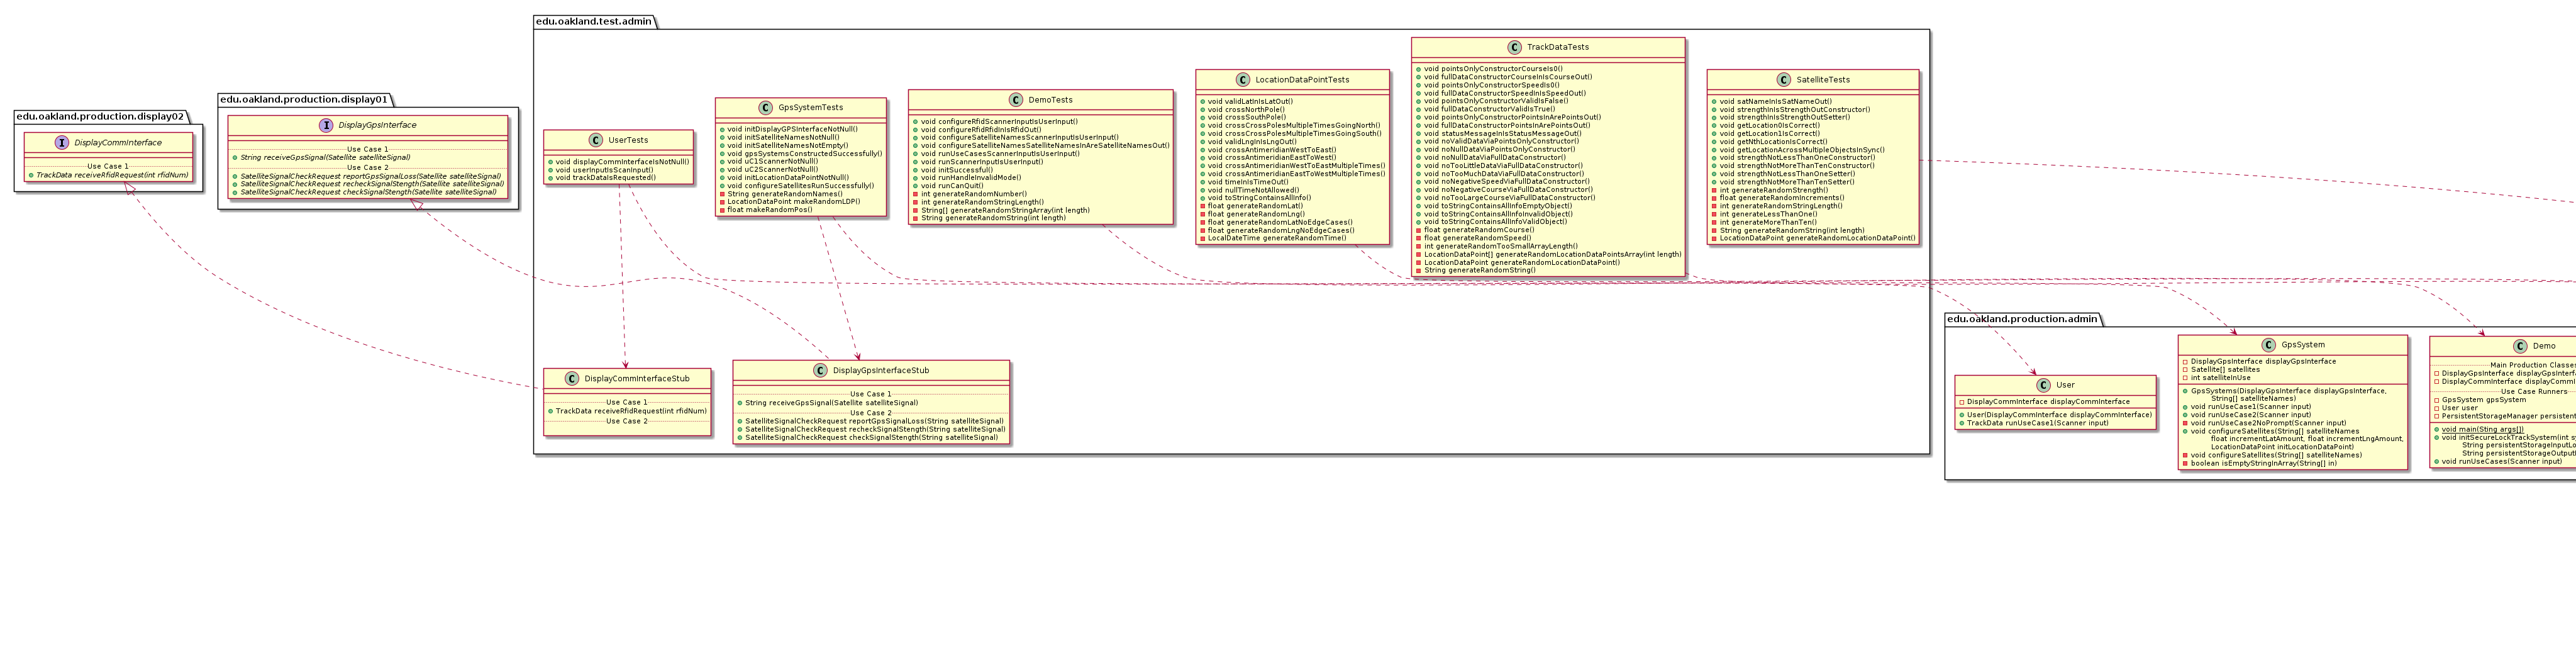 edu.oakland.production.display02
DisplayCommInterface
Use Case 1
TrackData receiveRfidRequest(int rfidNum)
edu.oakland.production.display01
DisplayGpsInterface
Use Case 1
String receiveGpsSignal(Satellite satelliteSignal)
Use Case 2
SatelliteSignalCheckRequest reportGpsSignalLoss(Satellite satelliteSignal)
SatelliteSignalCheckRequest recheckSignalStength(Satellite satelliteSignal)
SatelliteSignalCheckRequest checkSignalStength(Satellite satelliteSignal)
edu.oakland.test.admin
UserTests
void displayCommInterfaceIsNotNull()
void userInputIsScanInput()
void trackDataIsRequested()
GpsSystemTests
void initDisplayGPSInterfaceNotNull()
void initSatelliteNamesNotNull()
void initSatelliteNamesNotEmpty()
void gpsSystemsConstructedSuccessfully()
void uC1ScannerNotNull()
void uC2ScannerNotNull()
void initLocationDataPointNotNull()
void configureSatellitesRunSuccessfully()
String generateRandomNames()
LocationDataPoint makeRandomLDP()
float makeRandomPos()
DemoTests
void configureRfidScannerInputIsUserInput()
void configureRfidRfidInIsRfidOut()
void configureSatelliteNamesScannerInputIsUserInput()
void configureSatelliteNamesSatelliteNamesInAreSatelliteNamesOut()
void runUseCasesScannerInputIsUserInput()
void runScannerInputIsUserInput()
void initSuccessful()
void runHandleInvalidMode()
void runCanQuit()
int generateRandomNumber()
int generateRandomStringLength()
String[] generateRandomStringArray(int length)
String generateRandomString(int length)
LocationDataPointTests
void validLatInIsLatOut()
void crossNorthPole()
void crossSouthPole()
void crossCrossPolesMultipleTimesGoingNorth()
void crossCrossPolesMultipleTimesGoingSouth()
void validLngInIsLngOut()
void crossAntimeridianWestToEast()
void crossAntimeridianEastToWest()
void crossAntimeridianWestToEastMultipleTimes()
void crossAntimeridianEastToWestMultipleTimes()
void timeInIsTimeOut()
void nullTimeNotAllowed()
void toStringContainsAllInfo()
float generateRandomLat()
float generateRandomLng()
float generateRandomLatNoEdgeCases()
float generateRandomLngNoEdgeCases()
LocalDateTime generateRandomTime()
TrackDataTests
void pointsOnlyConstructorCourseIs0()
void fullDataConstructorCourseInIsCourseOut()
void pointsOnlyConstructorSpeedIs0()
void fullDataConstructorSpeedInIsSpeedOut()
void pointsOnlyConstructorValidIsFalse()
void fullDataConstructorValidIsTrue()
void pointsOnlyConstructorPointsInArePointsOut()
void fullDataConstructorPointsInArePointsOut()
void statusMessageInIsStatusMessageOut()
void noValidDataViaPointsOnlyConstructor()
void noNullDataViaPointsOnlyConstructor()
void noNullDataViaFullDataConstructor()
void noTooLittleDataViaFullDataConstructor()
void noTooMuchDataViaFullDataConstructor()
void noNegativeSpeedViaFullDataConstructor()
void noNegativeCourseViaFullDataConstructor()
void noTooLargeCourseViaFullDataConstructor()
void toStringContainsAllInfoEmptyObject()
void toStringContainsAllInfoInvalidObject()
void toStringContainsAllInfoValidObject()
float generateRandomCourse()
float generateRandomSpeed()
int generateRandomTooSmallArrayLength()
LocationDataPoint[] generateRandomLocationDataPointsArray(int length)
LocationDataPoint generateRandomLocationDataPoint()
String generateRandomString()
SatelliteTests
void satNameInIsSatNameOut()
void strengthInIsStrengthOutConstructor()
void strengthInIsStrengthOutSetter()
void getLocation0IsCorrect()
void getLocation1IsCorrect()
void getNthLocationIsCorrect()
void getLocationAcrossMultipleObjectsInSync()
void strengthNotLessThanOneConstructor()
void strengthNotMoreThanTenConstructor()
void strengthNotLessThanOneSetter()
void strengthNotMoreThanTenSetter()
int generateRandomStrength()
float generateRandomIncrements()
int generateRandomStringLength()
int generateLessThanOne()
int generateMoreThanTen()
String generateRandomString(int length)
LocationDataPoint generateRandomLocationDataPoint()
DisplayCommInterfaceStub
Use Case 1
TrackData receiveRfidRequest(int rfidNum)
Use Case 2
DisplayGpsInterfaceStub
Use Case 1
String receiveGpsSignal(Satellite satelliteSignal)
Use Case 2
SatelliteSignalCheckRequest reportGpsSignalLoss(String satelliteSignal)
SatelliteSignalCheckRequest recheckSignalStength(String satelliteSignal)
SatelliteSignalCheckRequest checkSignalStength(String satelliteSignal)
edu.oakland.production.admin
User
DisplayCommInterface displayCommInterface
User(DisplayCommInterface displayCommInterface)
TrackData runUseCase1(Scanner input)
GpsSystem
DisplayGpsInterface displayGpsInterface
Satellite[] satellites
int satelliteInUse
GpsSystems(DisplayGpsInterface displayGpsInterface,
String[] satelliteNames)
void runUseCase1(Scanner input)
void runUseCase2(Scanner input)
void runUseCase2NoPrompt(Scanner input)
void configureSatellites(String[] satelliteNames
float incrementLatAmount, float incrementLngAmount,
LocationDataPoint initLocationDataPoint)
void configureSatellites(String[] satelliteNames)
boolean isEmptyStringInArray(String[] in)
Demo
Main Production Classes
DisplayGpsInterface displayGpsInterfa
DisplayCommInterface displayCommI
Use Case Runners
GpsSystem gpsSystem
User user
PersistentStorageManager persistent
void main(String args[])
void initSecureLockTrackSystem(int s
String persistentStorageInputLo
String persistentStorageOutput
void runUseCases(Scanner input)